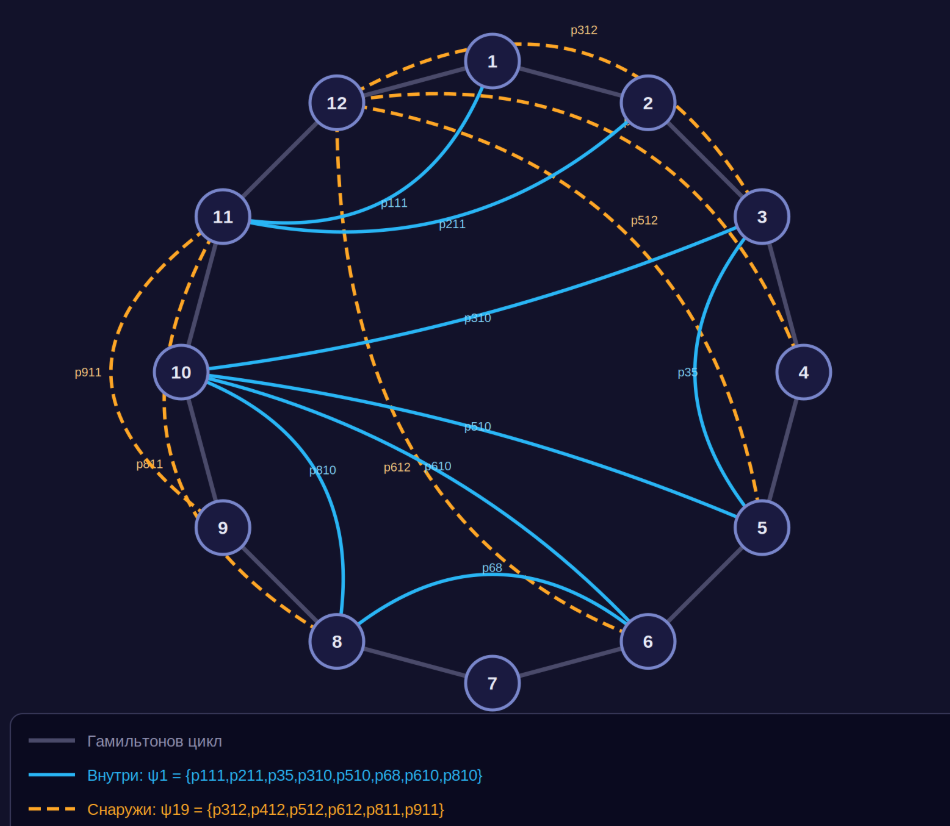 p312
1
12
2
p111
11
3
p211
p512
p310
p911
10
p35
4
p510
p811
p810
p612
p610
9
5
p68
8
6
7
Гамильтонов цикл
Внутри: ψ1 = {p111,p211,p35,p310,p510,p68,p610,p810}
Снаружи: ψ19 = {p312,p412,p512,p612,p811,p911}